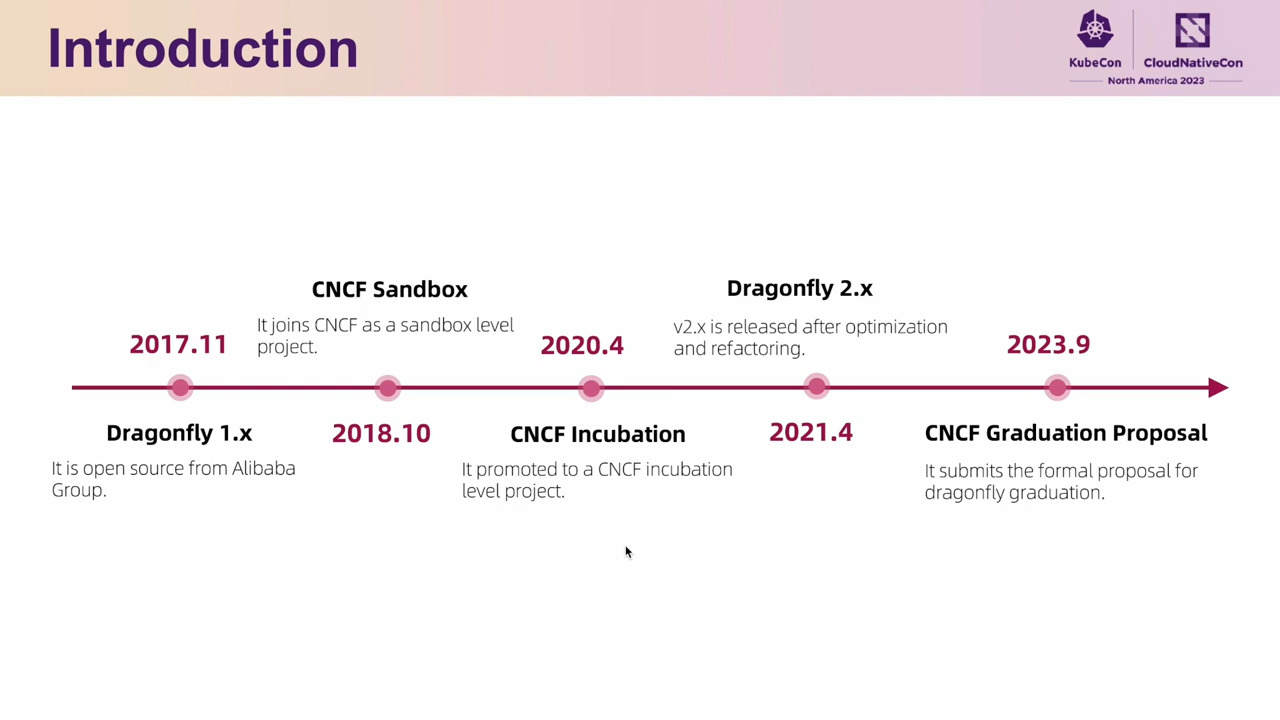 Introduction
KubeCon
CloudNativeCon
North America 2023
2017.11
Dragonfly 1.x
It is open source from Alibaba
Group.
CNCF Sandbox
It joins CNCF as a sandbox level
project.
2018.10
2020.4
CNCF Incubation
It promoted to a CNCF incubation
level project.
Dragonfly 2.x
v2.x is released after optimization
and refactoring.
2021.4
2023.9
CNCF Graduation Proposal
It submits the formal proposal for
dragonfly graduation.